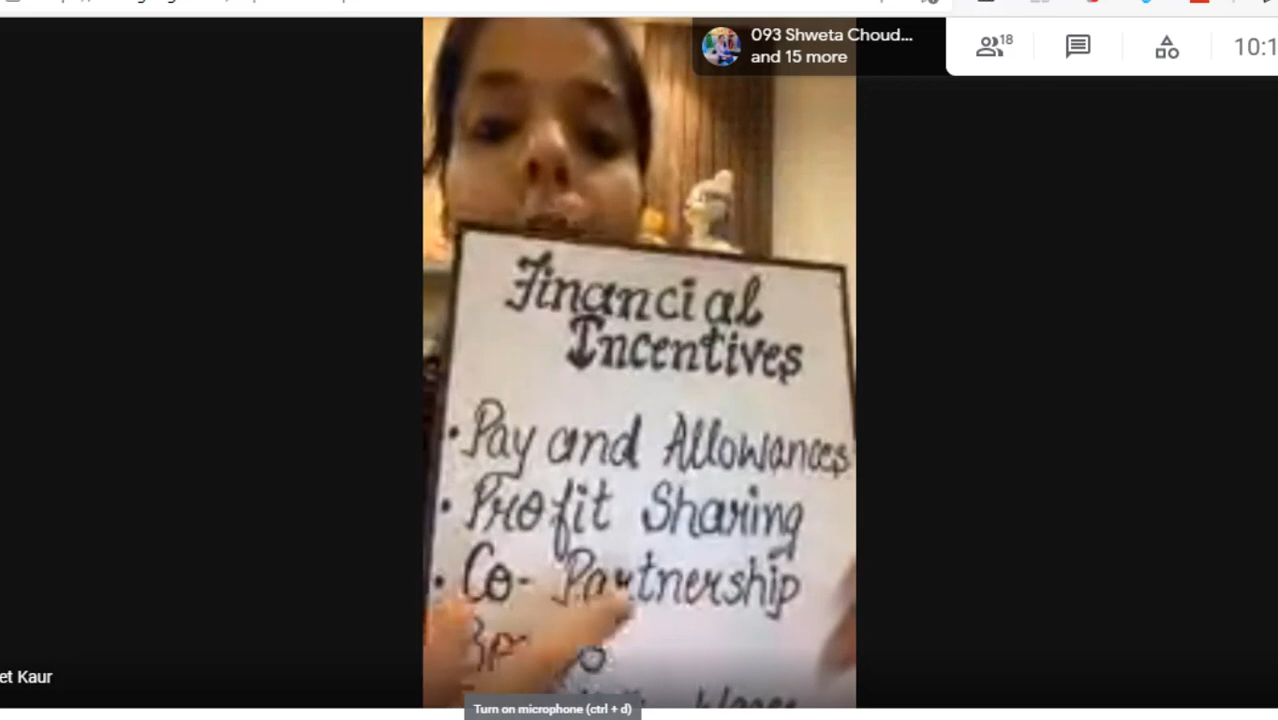 093 Shweta Choud...
and 15 more
18
10:1
Financial
Incentives
• Pay and Allowances
• Profit Sharing
• Co-Partnership
et Kaur
Turn on microphone (ctrl + d)